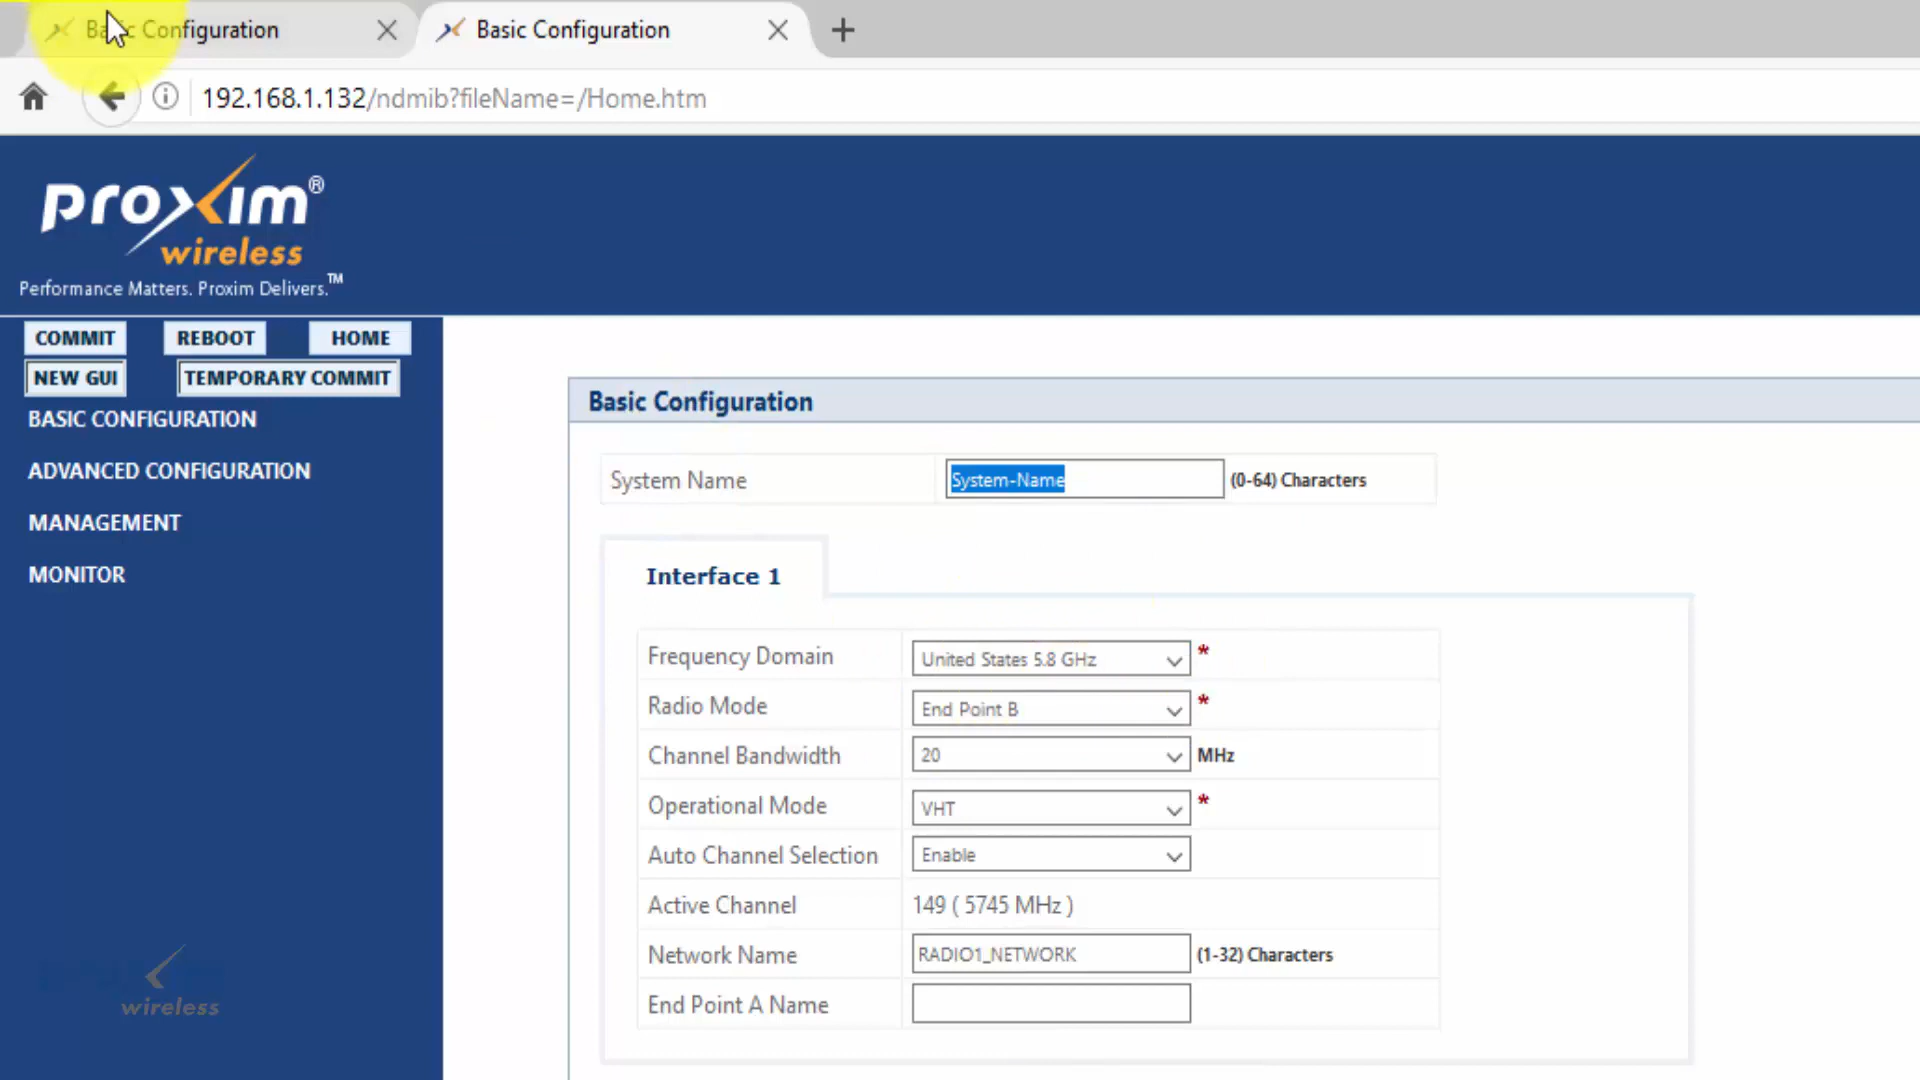 Basic Configuration
Basic Configuration
192.168.1.132/ndmib?fileName=/Home.htm
proxim®
wireless
Performance Matters. Proxim Delivers.™
COMMIT REBOOT HOME
NEW GUI TEMPORARY COMMIT
BASIC CONFIGURATION
ADVANCED CONFIGURATION
MANAGEMENT
MONITOR
Basic Configuration
System Name System-Name (0-64) Characters
Interface 1
Frequency Domain United States 5.8 GHz *
Radio Mode End Point B *
Channel Bandwidth 20 MHz
Operational Mode VHT *
Auto Channel Selection Enable
Active Channel 149 ( 5745 MHz )
Network Name RADIO1_NETWORK (1-32) Characters
End Point A Name
wireless